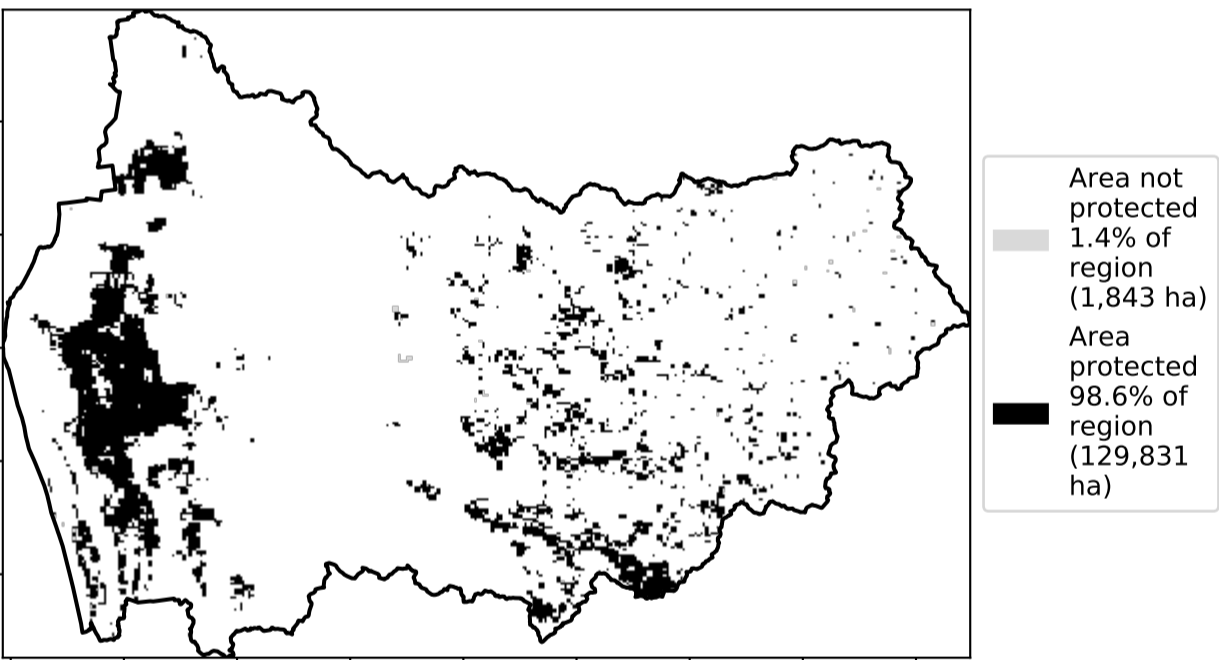 Area not
protected
1.4% of
region
(1,843 ha)
Area
protected
98.6% of
region
(129,831
ha)